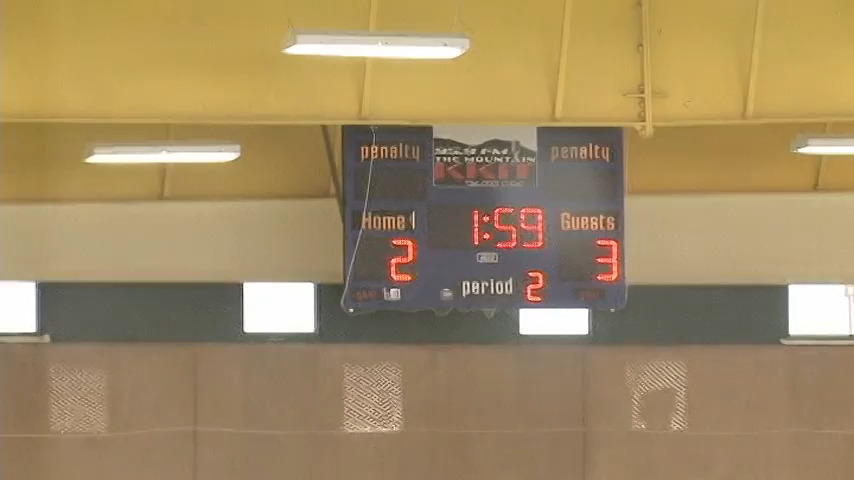 penalty
penalty
THE MOUNTAIN
KKIT
Home
1:59
Guests
2
3
period 2